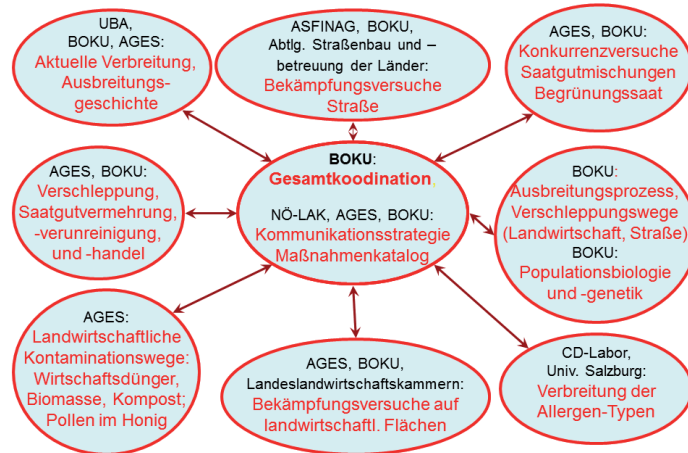 UBA,
BOKU, AGES:
Aktuelle Verbreitung,
Ausbreitungs-
geschichte
ASFINAG, BOKU,
Abtlg. Straßenbau und –
betreuung der Länder:
Bekämpfungsversuche
Straße
AGES, BOKU:
Konkurrenzversuche
Saatgutmischungen
Begrünungssaat
AGES, BOKU:
Verschleppung,
Saatgutvermehrung,
-verunreinigung,
und -handel
BOKU:
Gesamtkoodination,
NÖ-LAK, AGES, BOKU:
Kommunikationsstrategie
Maßnahmenkatalog
BOKU:
Ausbreitungsprozess,
Verschleppungswege
(Landwirtschaft, Straße)
BOKU:
Populationsbiologie
und -genetik
AGES:
Landwirtschaftliche
Kontaminationswege:
Wirtschaftsdünger,
Biomasse, Kompost;
Pollen im Honig
AGES, BOKU,
Landeslandwirtschaftskammern:
Bekämpfungsversuche auf
landwirtschaftl. Flächen
CD-Labor,
Univ. Salzburg:
Verbreitung der
Allergen-Typen